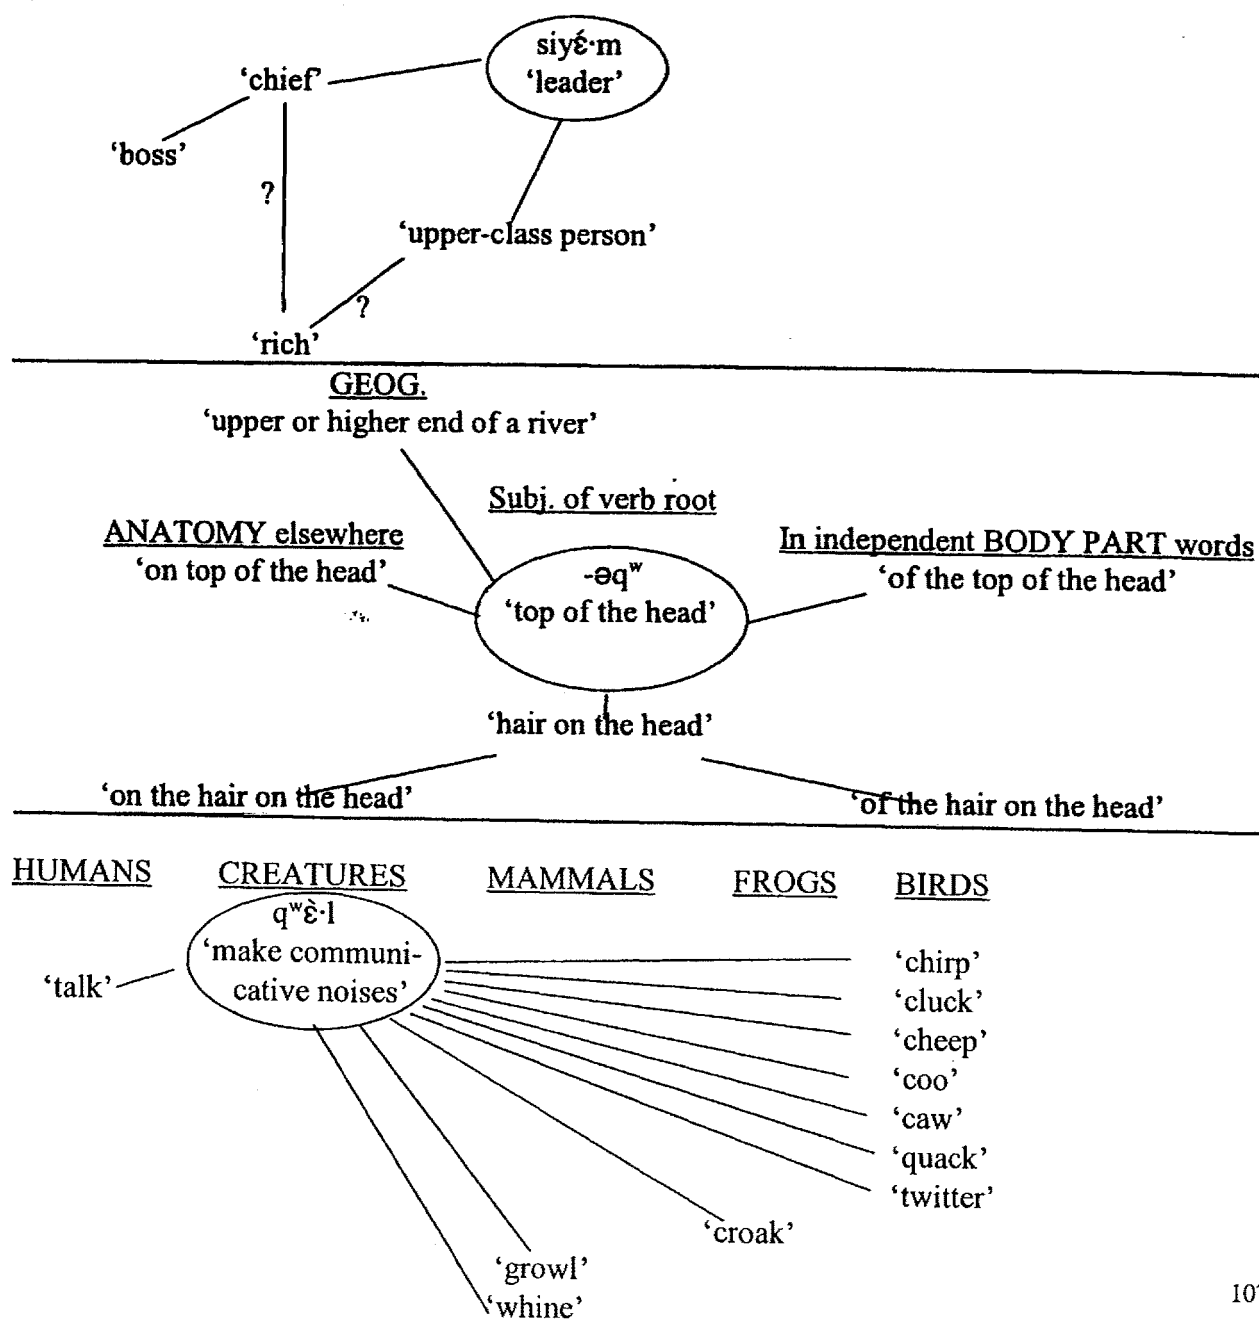 siyɛ́·m
‘leader’
‘chief’
‘boss’
?
‘upper-class person’
?
‘rich’
GEOG.
‘upper or higher end of a river’
Subj. of verb root
ANATOMY elsewhere
‘on top of the head’
-əqʷ
‘top of the head’
In independent BODY PART words
‘of the top of the head’
‘hair on the head’
‘on the hair on the head’
‘of the hair on the head’
HUMANS CREATURES MAMMALS FROGS BIRDS
qʷɛ̀·l
‘make communi-
cative noises’
‘talk’
‘chirp’
‘cluck’
‘cheep’
‘coo’
‘caw’
‘quack’
‘twitter’
‘croak’
‘growl’
‘whine’